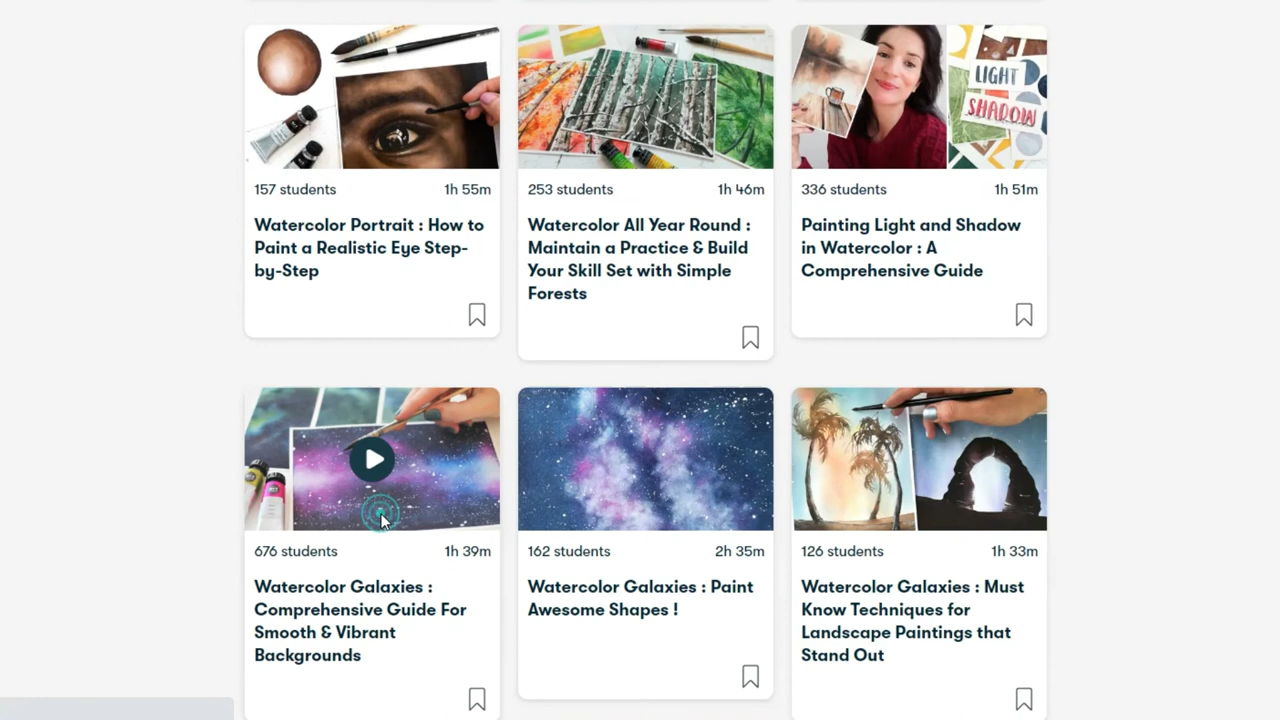 LIGHT
SHADOW
157 students 1h 55m
Watercolor Portrait : How to
Paint a Realistic Eye Step-
by-Step
253 students 1h 46m
Watercolor All Year Round :
Maintain a Practice & Build
Your Skill Set with Simple
Forests
336 students 1h 51m
Painting Light and Shadow
in Watercolor : A
Comprehensive Guide
676 students 1h 39m
Watercolor Galaxies :
Comprehensive Guide For
Smooth & Vibrant
Backgrounds
162 students 2h 35m
Watercolor Galaxies : Paint
Awesome Shapes !
126 students 1h 33m
Watercolor Galaxies : Must
Know Techniques for
Landscape Paintings that
Stand Out